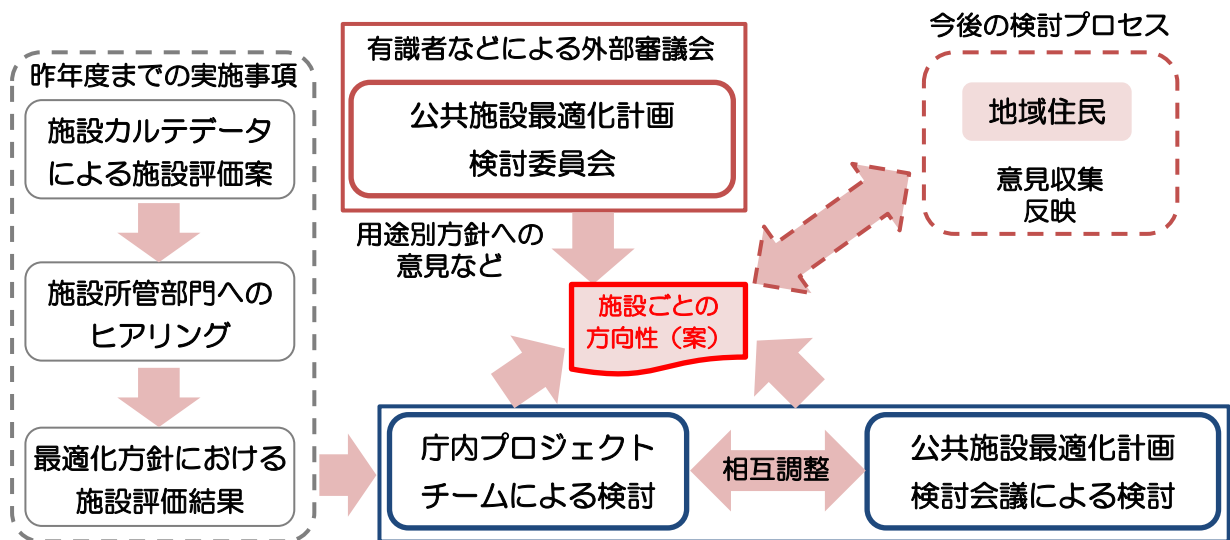 昨年度までの実施事項
施設カルテデータ
による施設評価案
施設所管部門への
ヒアリング
最適化方針における
施設評価結果
有識者などによる外部審議会
公共施設最適化計画
検討委員会
用途別方針への
意見など
今後の検討プロセス
地域住民
意見収集
反映
施設ごとの
方向性（案）
庁内プロジェクト
チームによる検討
相互調整
公共施設最適化計画
検討会議による検討